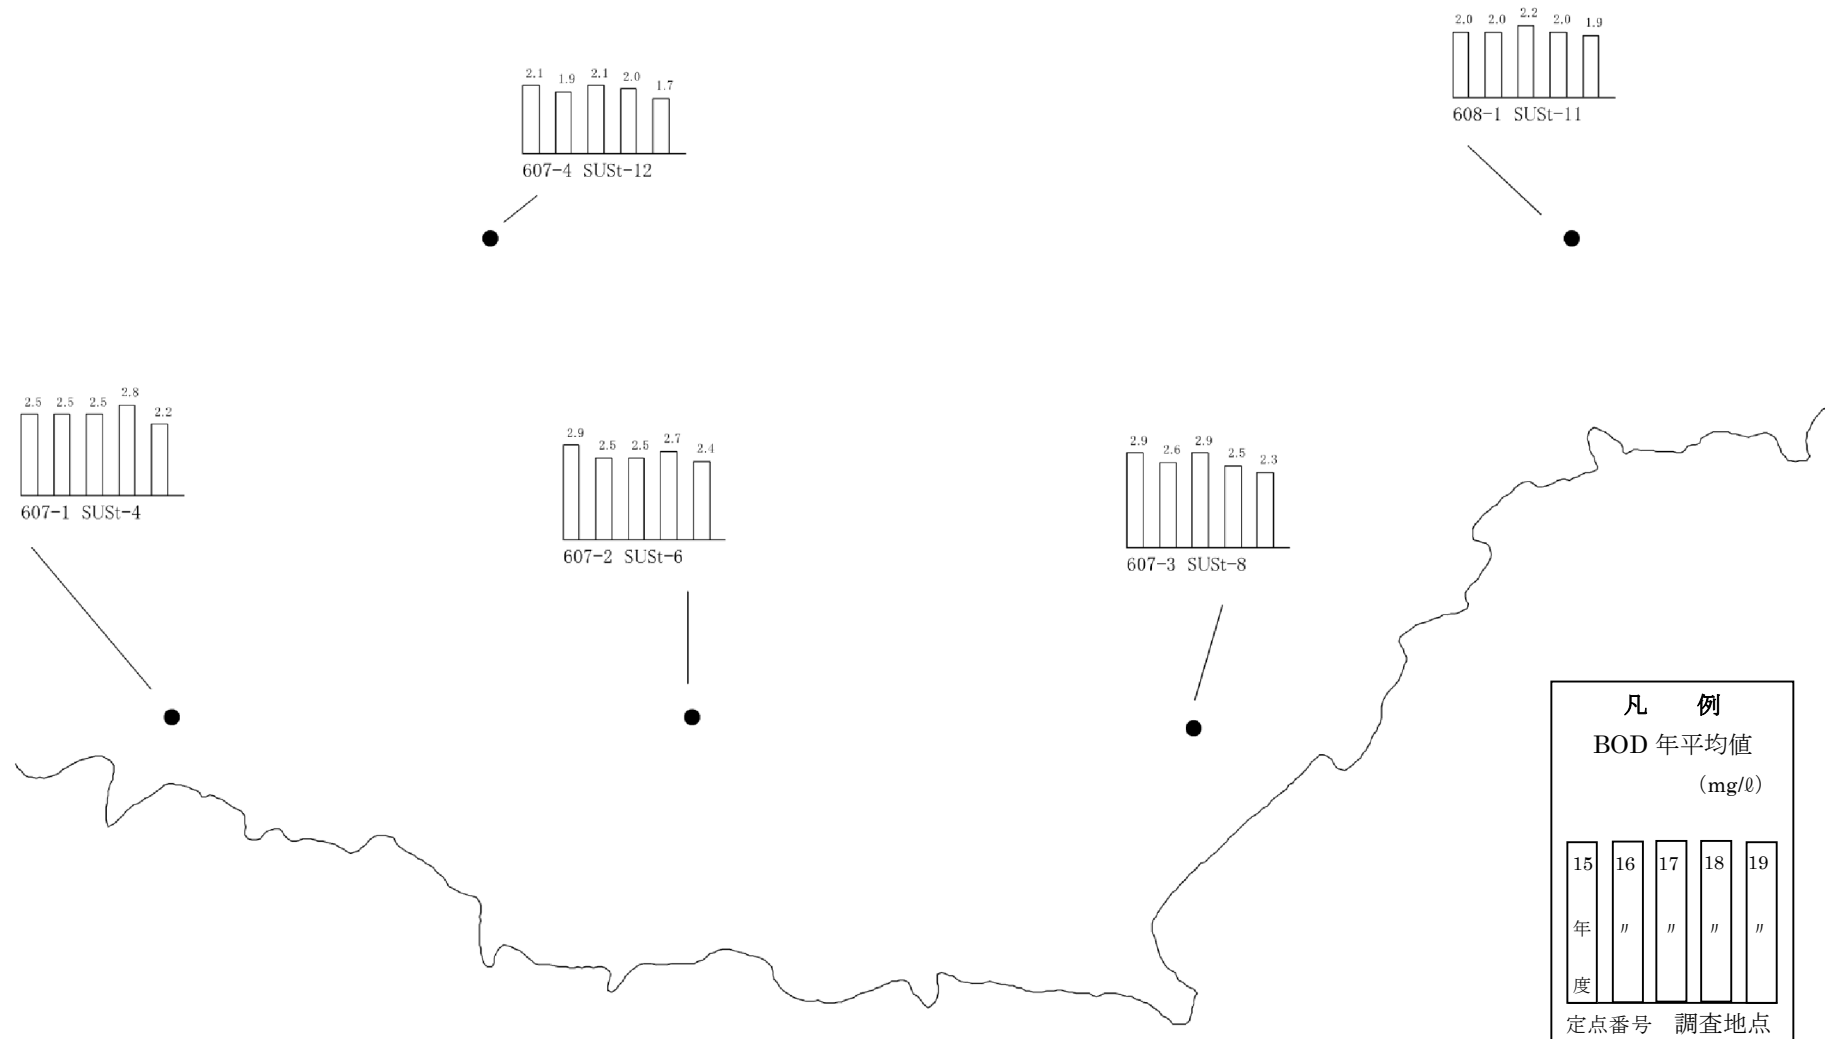 2.0 2.0 2.2 2.0 1.9
608-1 SUSt-11
2.1 1.9 2.1 2.0 1.7
607-4 SUSt-12
2.5 2.5 2.5 2.8 2.2
607-1 SUSt-4
2.9 2.5 2.5 2.7 2.4
607-2 SUSt-6
2.9 2.6 2.9 2.5 2.3
607-3 SUSt-8
凡 例
BOD 年平均値
（mg/ℓ）
15 16 17 18 19
年 〃 〃 〃 〃
度
定点番号 調査地点